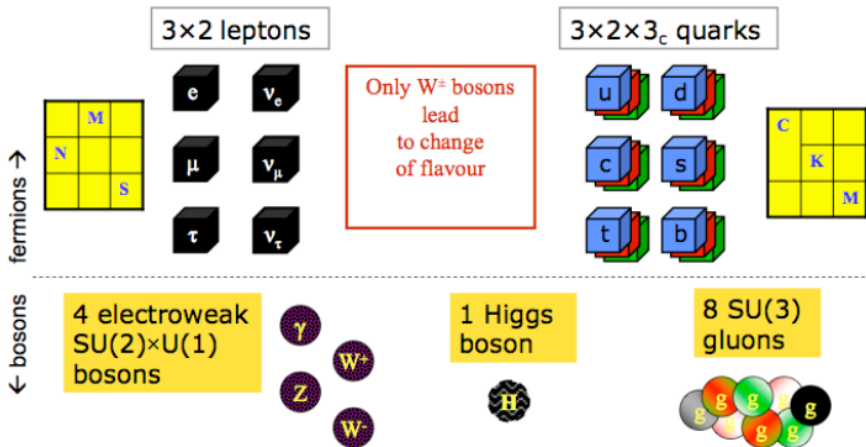 3×2 leptons
3×2×3c quarks
M
N
S
e
νe
μ
νμ
τ
ντ
Only W± bosons
lead
to change
of flavour
u
d
c
s
t
b
C
K
M
fermions →
← bosons
4 electroweak
SU(2)×U(1)
bosons
γ
W+
Z
W-
1 Higgs
boson
H
8 SU(3)
gluons
g
g
g
g
g
g
g
g